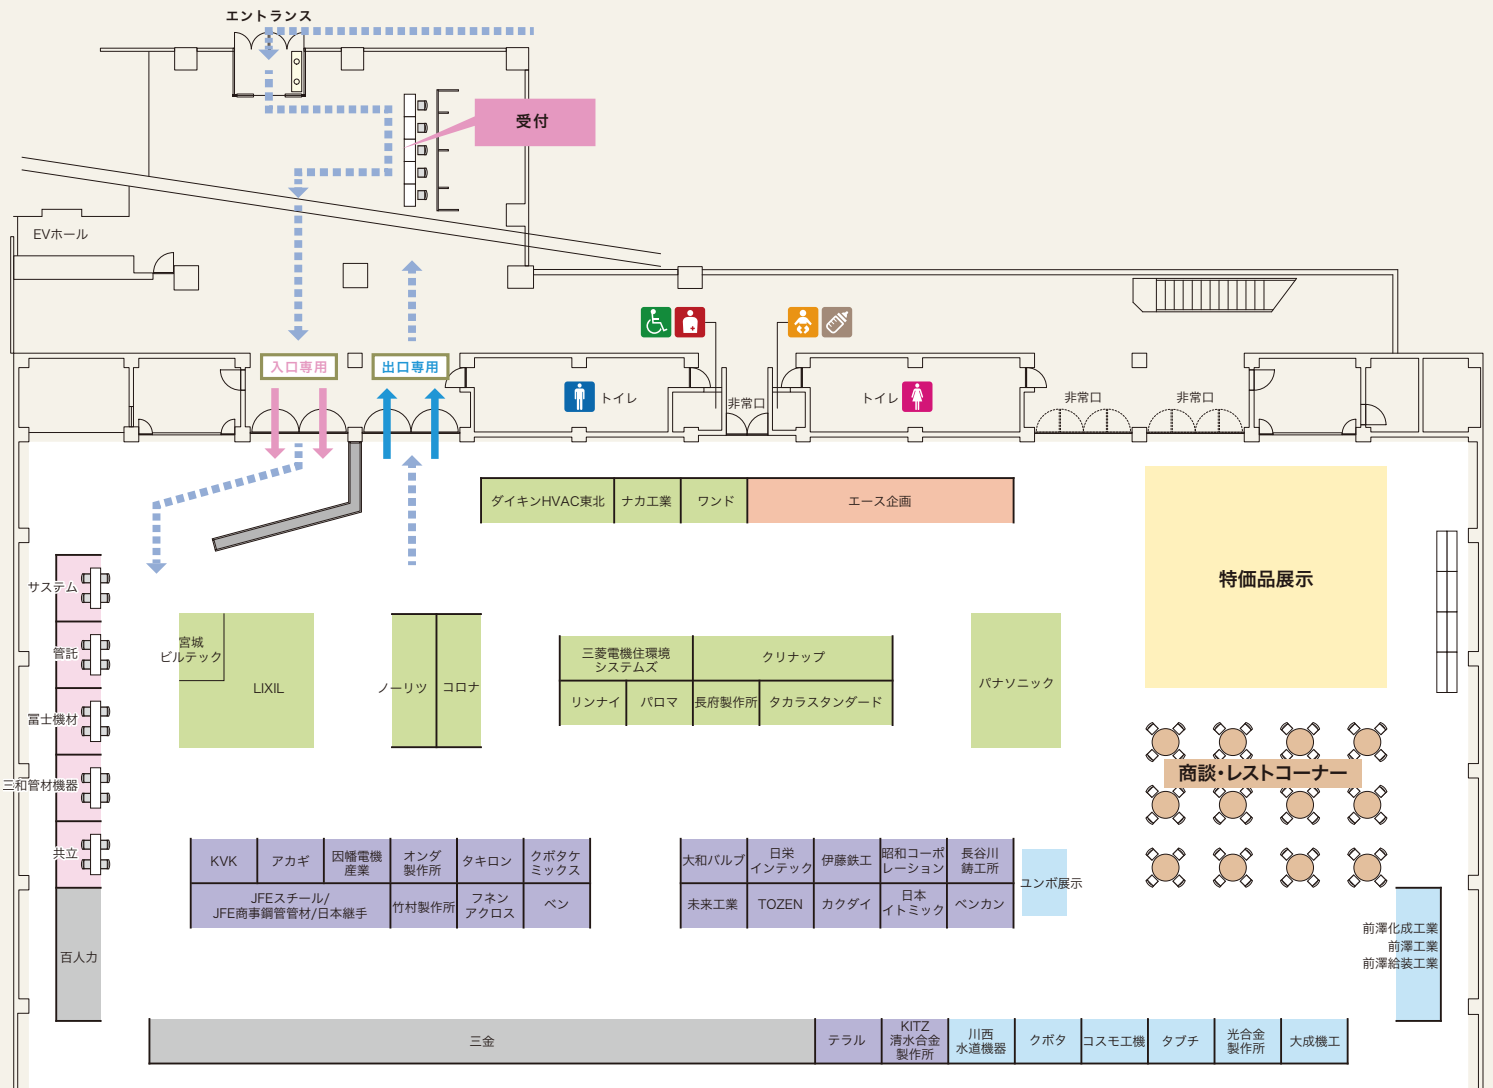 エントランス
受付
EVホール
入口専用
出口専用
トイレ
非常口
トイレ
非常口
非常口
ダイキンHVAC東北
ナカ工業
ワンド
エース企画
特価品展示
システム
管託
冨士機材
三和管材機器
共立
百人力
宮城
ビルテック
LIXIL
ノーリツ
コロナ
三菱電機住環境
システムズ
クリナップ
リンナイ
パロマ
長府製作所
タカラスタンダード
パナソニック
商談・レストコーナー
KVK
アカギ
因幡電機
産業
オンダ
製作所
タキロン
クボタケ
ミックス
JFEスチール/
JFE商事鋼管管材/日本継手
竹村製作所
フネン
アクロス
ベン
大和バルブ
日栄
インテック
伊藤鉄工
昭和コーポ
レーション
長谷川
鋳工所
未来工業
TOZEN
カクダイ
日本
イトミック
ベンカン
ユンボ展示
前澤化成工業
前澤工業
前澤給装工業
三金
テラル
KITZ
清水合金
製作所
川西
水道機器
クボタ
コスモ工機
タブチ
光合金
製作所
大成機工